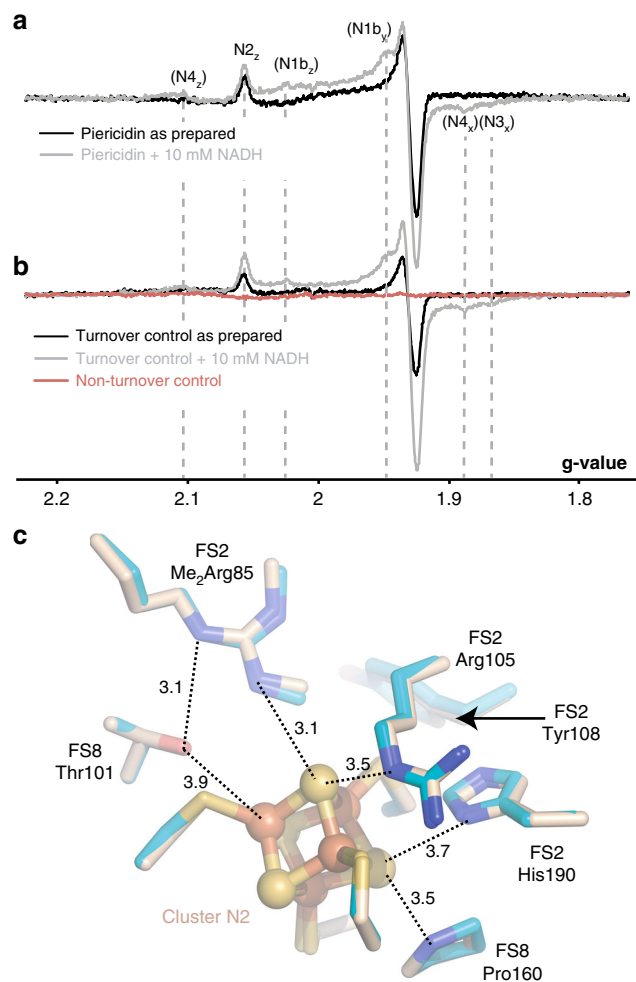 a
(N4z)
N2z
(N1bz)
(N1by)
(N4x)(N3x)
Piericidin as prepared
Piericidin + 10 mM NADH
b
Turnover control as prepared
Turnover control + 10 mM NADH
Non-turnover control
g-value
2.2 2.1 2 1.9 1.8
c
FS2
Me2Arg85
FS2
Arg105
FS2
Tyr108
3.1
3.1
FS8
Thr101
3.9
3.5
3.7
FS2
His190
3.5
Cluster N2
FS8
Pro160